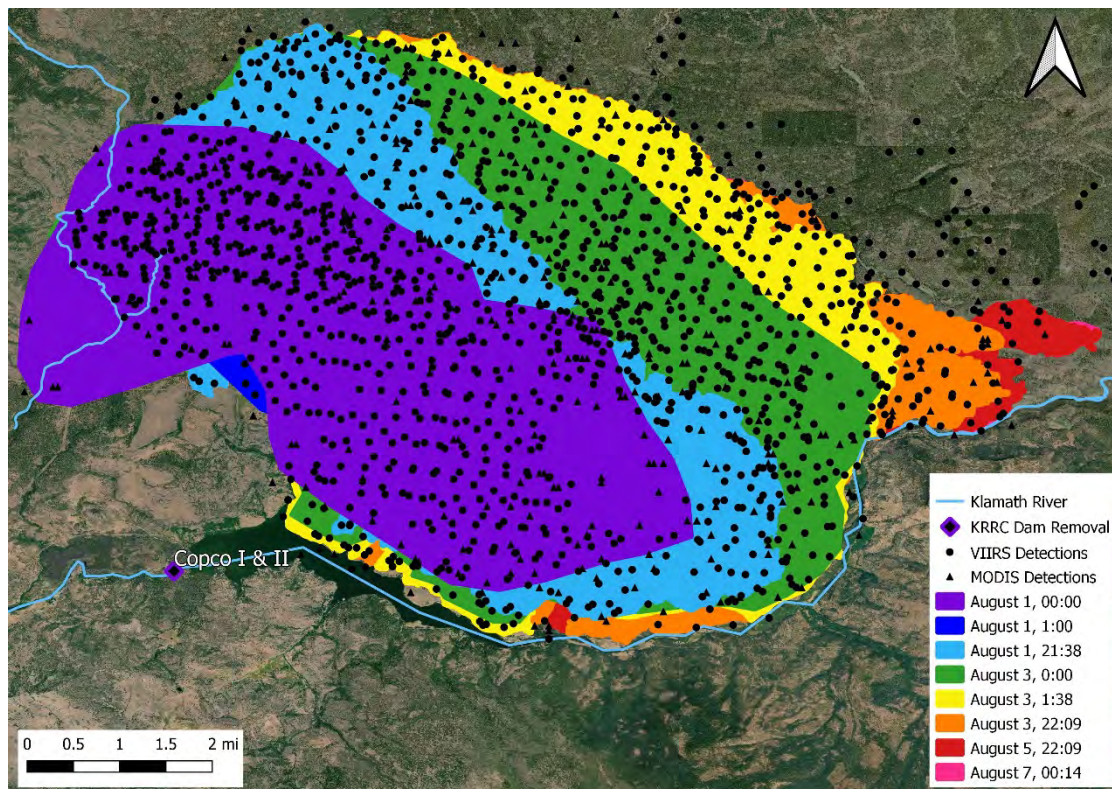 Copco I & II
Klamath River
KRRC Dam Removal
VIIRS Detections
MODIS Detections
August 1, 00:00
August 1, 1:00
August 1, 21:38
August 3, 0:00
August 3, 1:38
August 3, 22:09
August 5, 22:09
August 7, 00:14
0 0.5 1 1.5 2 mi